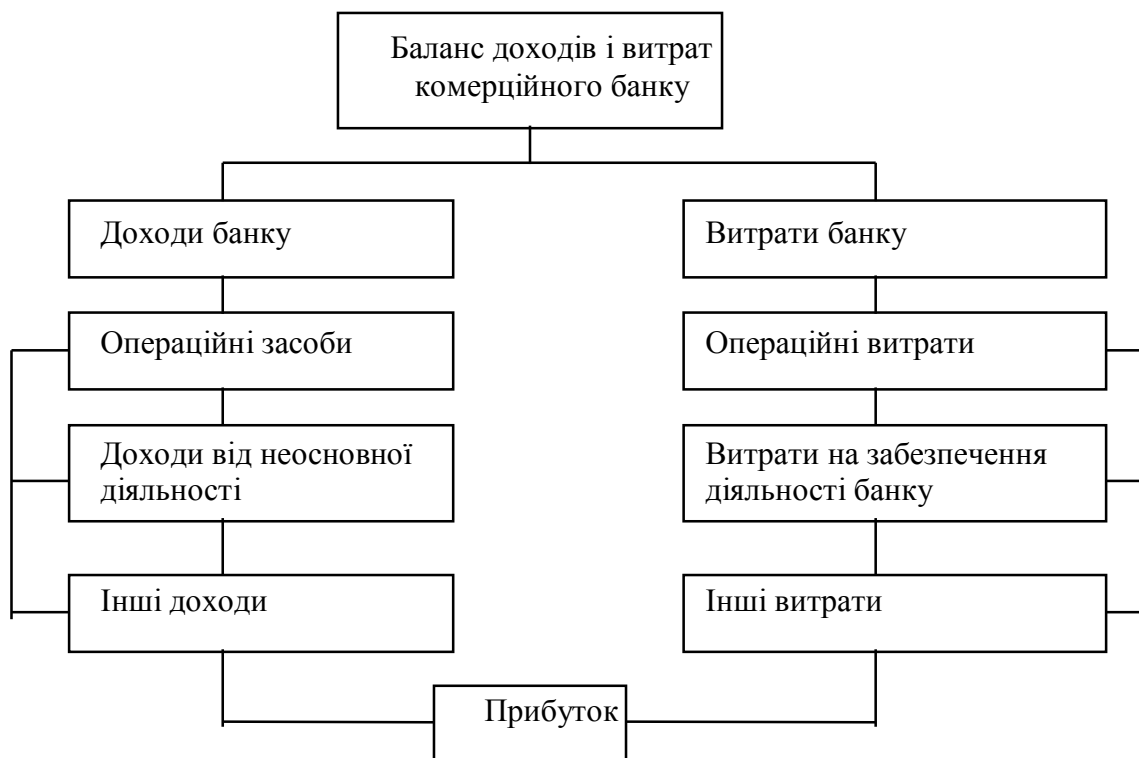 Баланс доходів і витрат
комерційного банку
Доходи банку
Витрати банку
Операційні засоби
Операційні витрати
Доходи від неосновної
діяльності
Витрати на забезпечення
діяльності банку
Інші доходи
Інші витрати
Прибуток